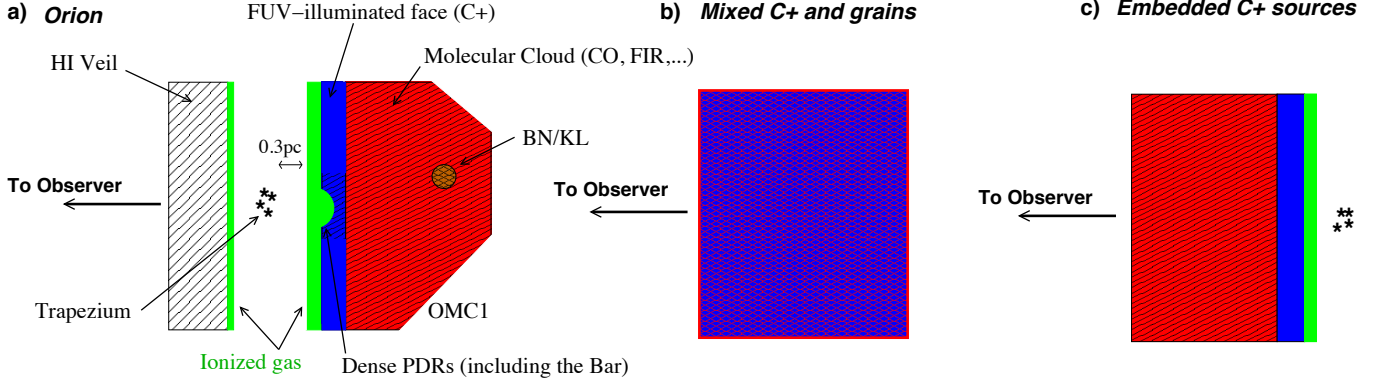 a) Orion
FUV−illuminated face (C+)
b) Mixed C+ and grains
c) Embedded C+ sources
HI Veil
Molecular Cloud (CO, FIR,...)
0.3pc
BN/KL
To Observer
To Observer
To Observer
Trapezium
OMC1
Ionized gas
Dense PDRs (including the Bar)